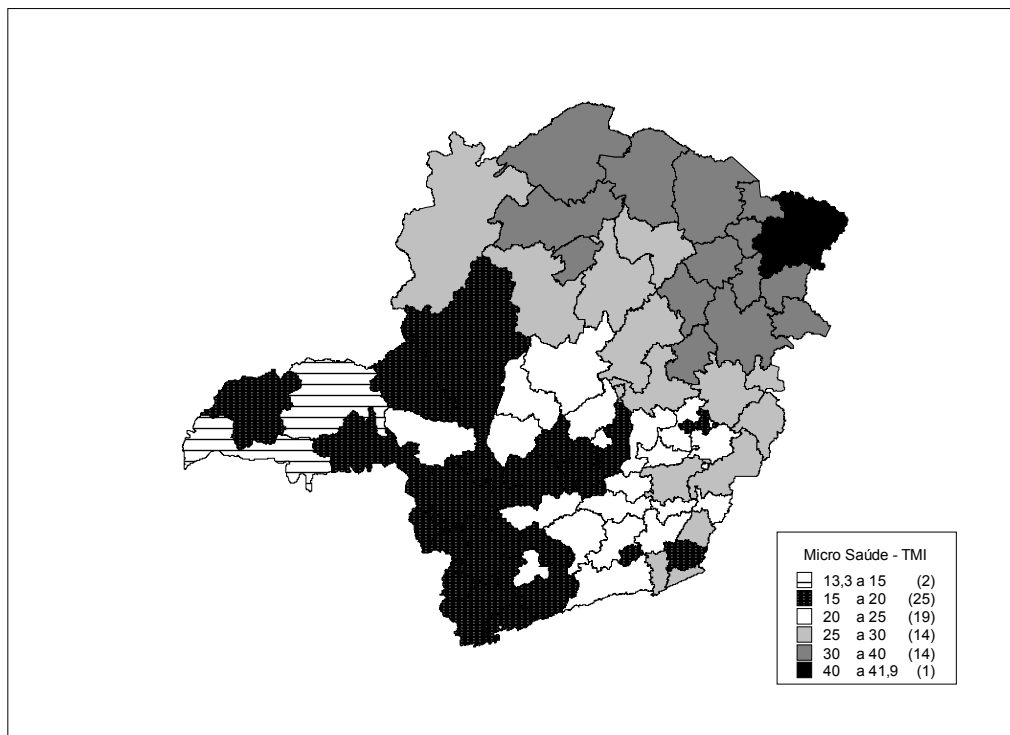 Micro Saúde - TMI
13,3 a 15 (2)
15 a 20 (25)
20 a 25 (19)
25 a 30 (14)
30 a 40 (14)
40 a 41,9 (1)